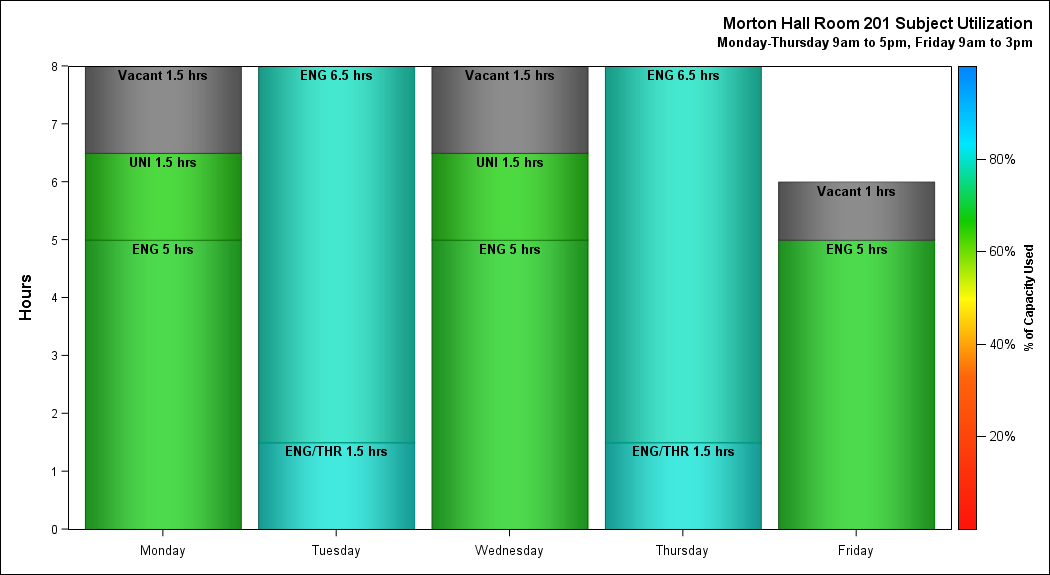 Morton Hall Room 201 Subject Utilization
Monday-Thursday 9am to 5pm, Friday 9am to 3pm
Hours
8
7
6
5
4
3
2
1
0
Vacant 1.5 hrs
UNI 1.5 hrs
ENG 5 hrs
ENG 6.5 hrs
ENG/THR 1.5 hrs
Vacant 1.5 hrs
UNI 1.5 hrs
ENG 5 hrs
ENG 6.5 hrs
ENG/THR 1.5 hrs
Vacant 1 hrs
ENG 5 hrs
Monday
Tuesday
Wednesday
Thursday
Friday
80%
60%
40%
20%
% of Capacity Used